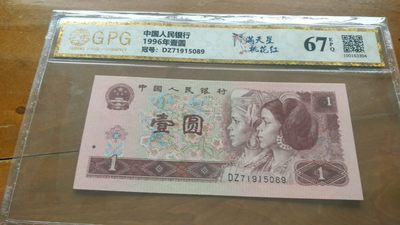 GPG
中国人民银行
1996年壹圆
冠号: DZ71915089
满天星
桃花红
67 EPQ
中国人民银行
1
壹圆
1
DZ71915089